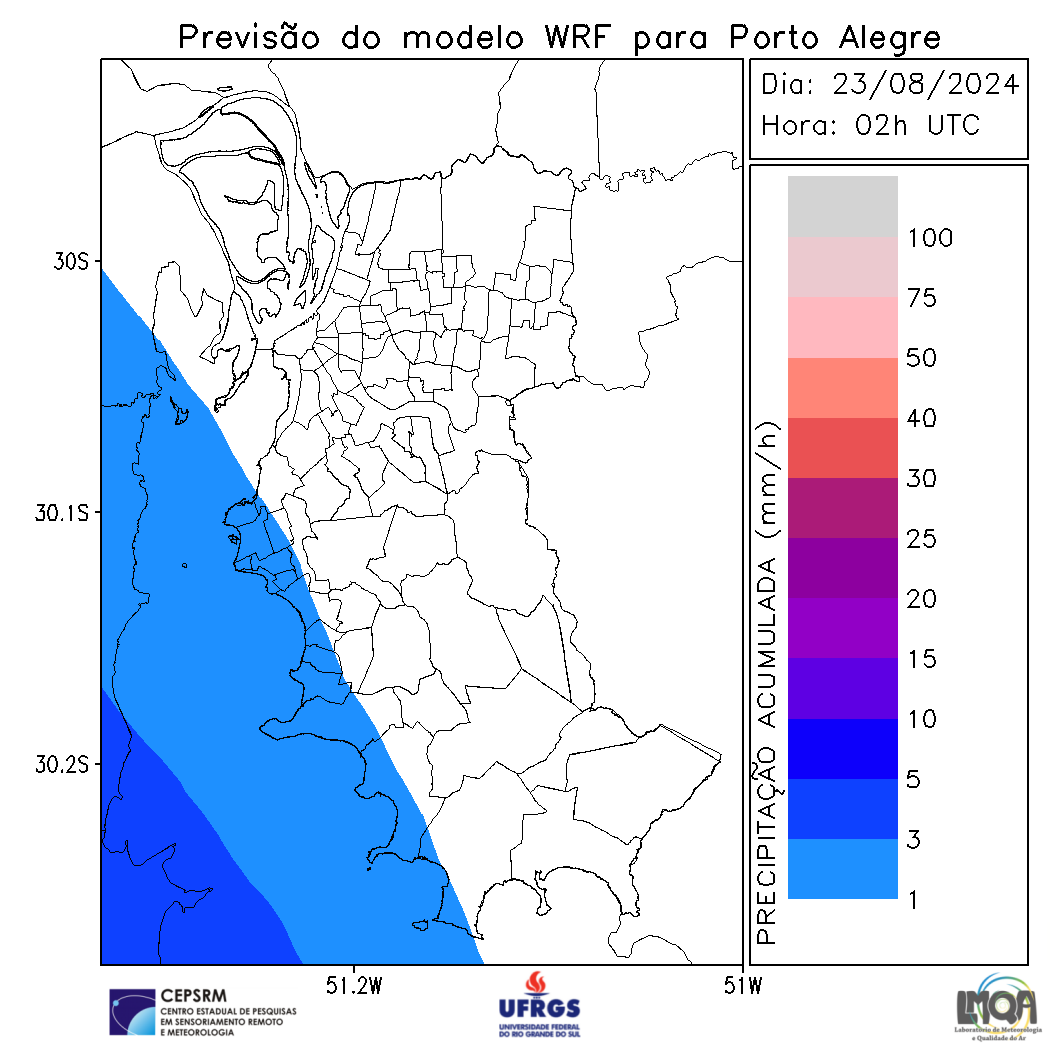 Previsão do modelo WRF para Porto Alegre
Dia: 23/08/2024
Hora: 02h UTC
30S
30.1S
30.2S
51.2W
51W
PRECIPITAÇÃO ACUMULADA (mm/h)
100
75
50
40
30
25
20
15
10
5
3
1
CEPSRM
CENTRO ESTADUAL DE PESQUISAS
EM SENSORIAMENTO REMOTO
E METEOROLOGIA
UFRGS
UNIVERSIDADE FEDERAL
DO RIO GRANDE DO SUL
LMQA
Laboratório de Meteorologia
e Qualidade do Ar